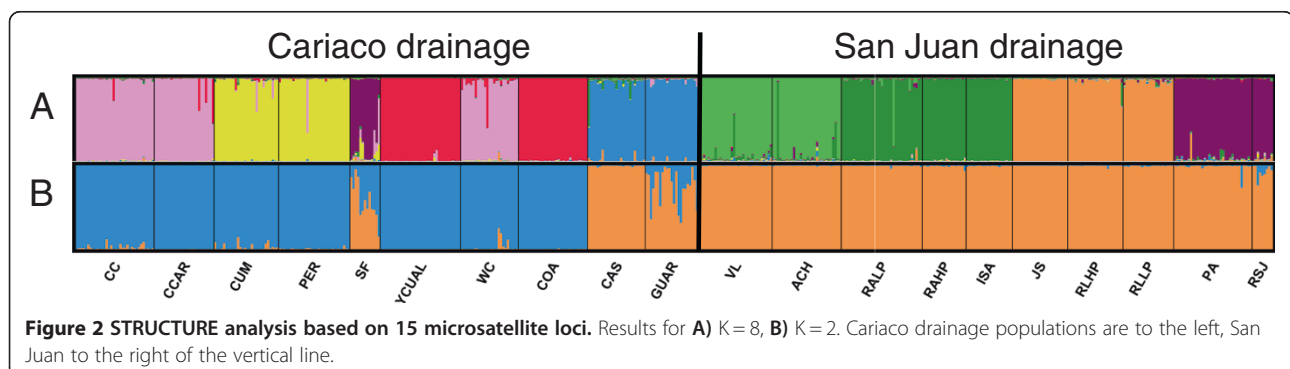 Cariaco drainage
San Juan drainage
A
B
CC
CCAR
CUM
PER
SF
YCUAL
WC
COA
CAS
GUAR
VL
ACH
RALP
RAHP
ISA
JS
RLHP
RLLP
PA
RSJ
Figure 2 STRUCTURE analysis based on 15 microsatellite loci. Results for A) K = 8, B) K = 2. Cariaco drainage populations are to the left, San
Juan to the right of the vertical line.